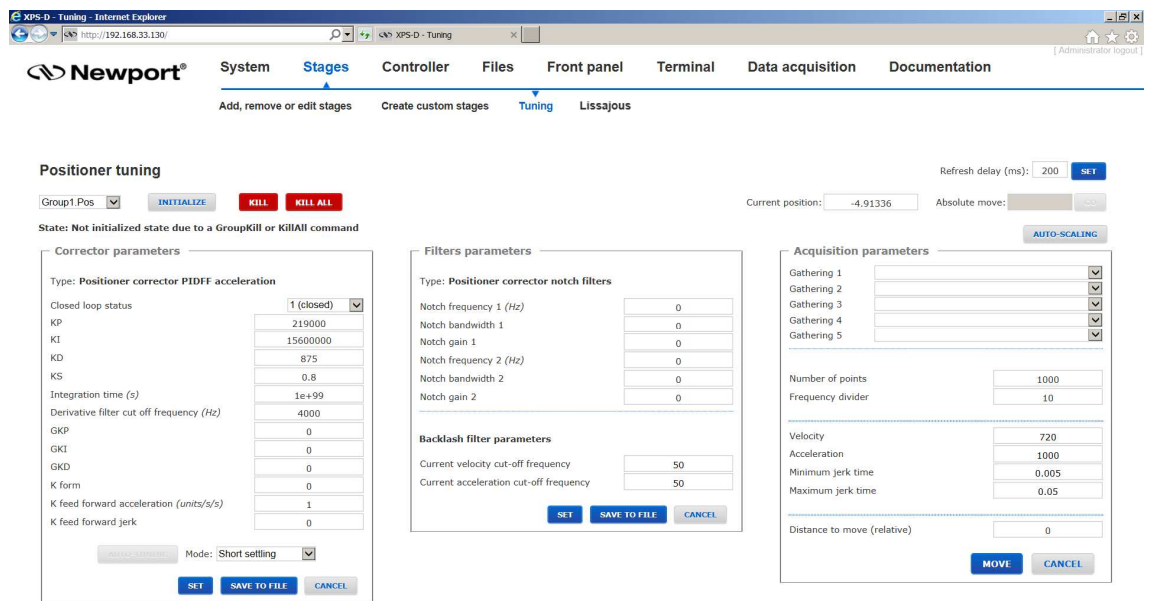 XPS-D - Tuning - Internet Explorer
http://192.168.33.130/
XPS-D - Tuning
[ Administrator logout ]
Newport®
System Stages Controller Files Front panel Terminal Data acquisition Documentation
Add, remove or edit stages Create custom stages Tuning Lissajous
Positioner tuning
Refresh delay (ms): 200 SET
Group1.Pos INITIALIZE KILL KILL ALL
Current position: -4.91336 Absolute move: GO
State: Not initialized state due to a GroupKill or KillAll command
AUTO-SCALING
Corrector parameters
Type: Positioner corrector PIDFF acceleration
Closed loop status 1 (closed)
KP 219000
KI 15600000
KD 875
KS 0.8
Integration time (s) 1e+99
Derivative filter cut off frequency (Hz) 4000
GKP 0
GKI 0
GKD 0
K form 0
K feed forward acceleration (units/s/s) 1
K feed forward jerk 0
AUTO-TUNING Mode: Short settling
SET SAVE TO FILE CANCEL
Filters parameters
Type: Positioner corrector notch filters
Notch frequency 1 (Hz) 0
Notch bandwidth 1 0
Notch gain 1 0
Notch frequency 2 (Hz) 0
Notch bandwidth 2 0
Notch gain 2 0
Backlash filter parameters
Current velocity cut-off frequency 50
Current acceleration cut-off frequency 50
SET SAVE TO FILE CANCEL
Acquisition parameters
Gathering 1
Gathering 2
Gathering 3
Gathering 4
Gathering 5
Number of points 1000
Frequency divider 10
Velocity 720
Acceleration 1000
Minimum jerk time 0.005
Maximum jerk time 0.05
Distance to move (relative) 0
MOVE CANCEL